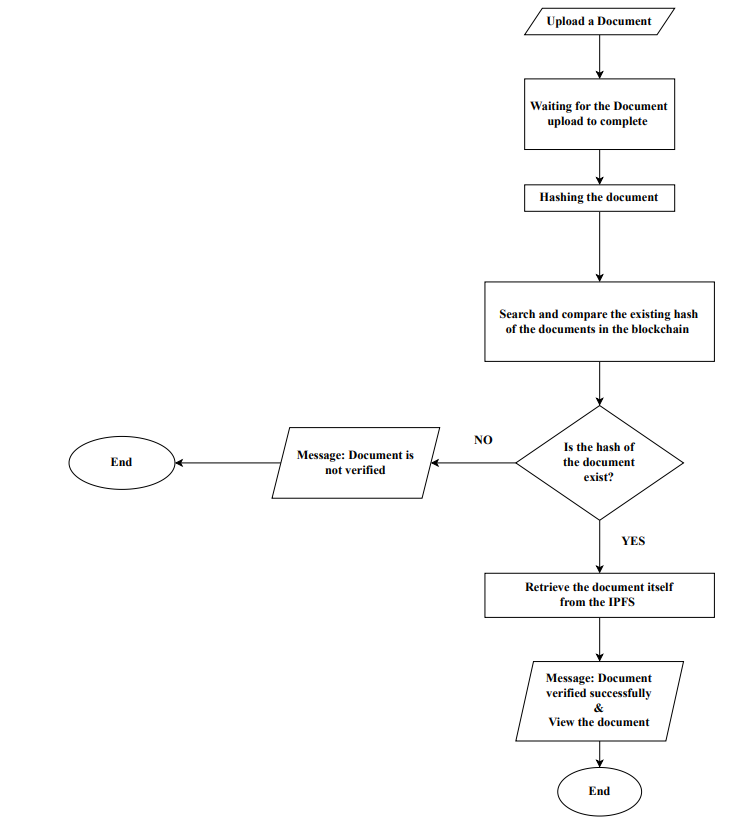 Upload a Document
Waiting for the Document
upload to complete
Hashing the document
Search and compare the existing hash
of the documents in the blockchain
Is the hash of
the document
exist?
NO
Message: Document is
not verified
End
YES
Retrieve the document itself
from the IPFS
Message: Document
verified successfully
&
View the document
End